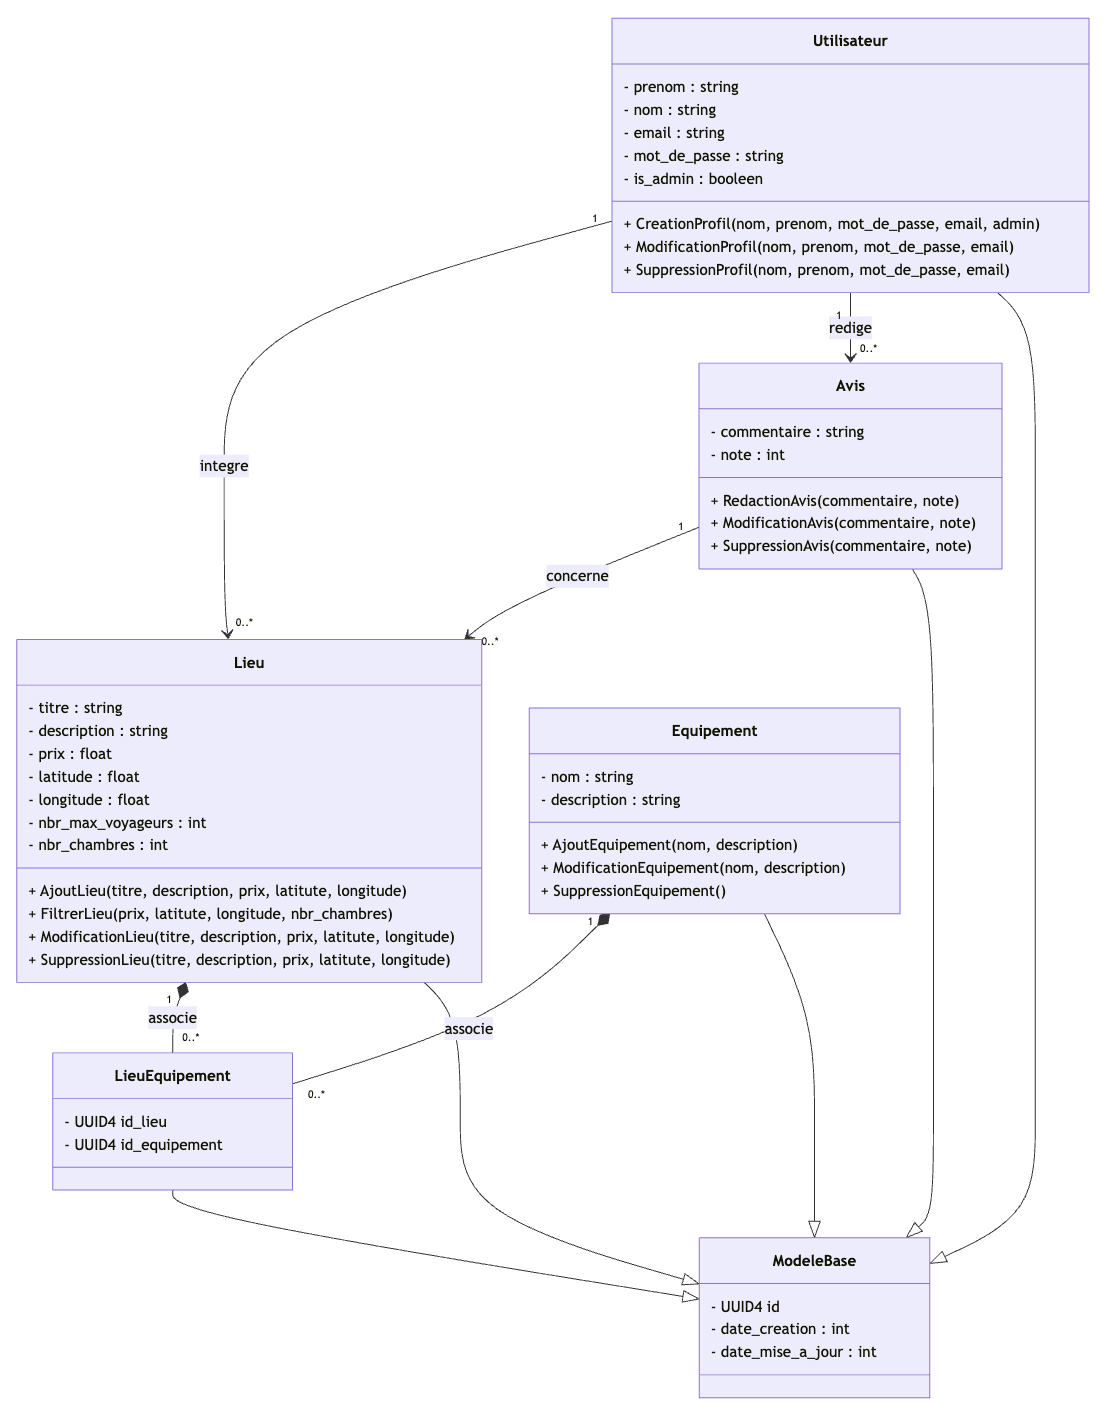 Utilisateur
- prenom : string
- nom : string
- email : string
- mot_de_passe : string
- is_admin : booleen
+ CreationProfil(nom, prenom, mot_de_passe, email, admin)
+ ModificationProfil(nom, prenom, mot_de_passe, email)
+ SuppressionProfil(nom, prenom, mot_de_passe, email)
1
1
redige
0..*
Avis
- commentaire : string
- note : int
+ RedactionAvis(commentaire, note)
+ ModificationAvis(commentaire, note)
+ SuppressionAvis(commentaire, note)
integre
1
concerne
0..*
0..*
Lieu
- titre : string
- description : string
- prix : float
- latitude : float
- longitude : float
- nbr_max_voyageurs : int
- nbr_chambres : int
+ AjoutLieu(titre, description, prix, latitute, longitude)
+ FiltrerLieu(prix, latitute, longitude, nbr_chambres)
+ ModificationLieu(titre, description, prix, latitute, longitude)
+ SuppressionLieu(titre, description, prix, latitute, longitude)
Equipement
- nom : string
- description : string
+ AjoutEquipement(nom, description)
+ ModificationEquipement(nom, description)
+ SuppressionEquipement()
1
1
associe
associe
0..*
0..*
LieuEquipement
- UUID4 id_lieu
- UUID4 id_equipement
ModeleBase
- UUID4 id
- date_creation : int
- date_mise_a_jour : int